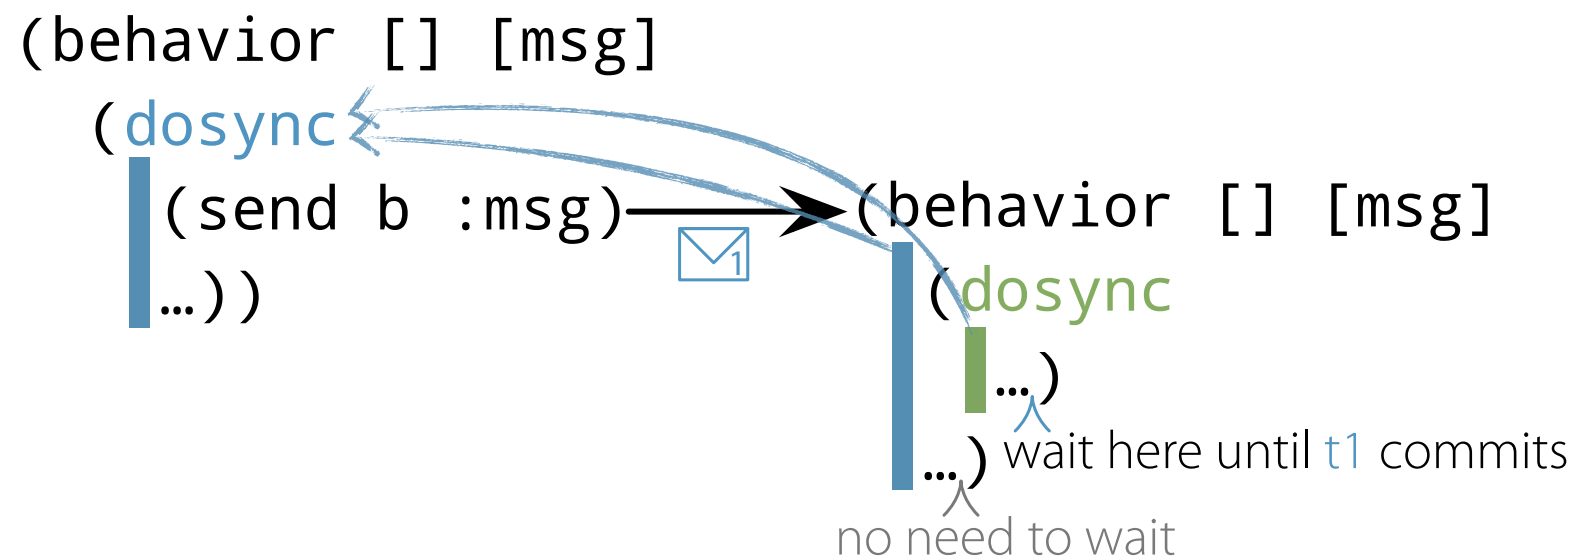 (behavior [] [msg]
(dosync
(send b :msg)
1
…))
(behavior [] [msg]
(dosync
…)
wait here until t1 commits
…)
no need to wait